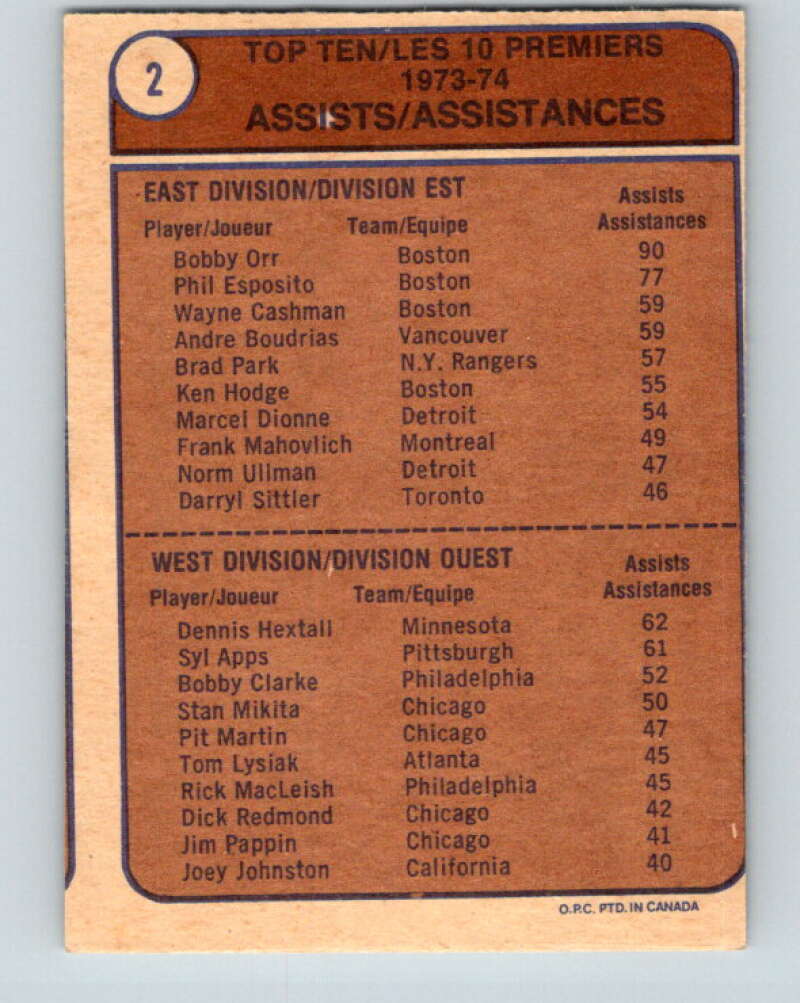 2
TOP TEN/LES 10 PREMIERS
1973-74
ASSISTS/ASSISTANCES
EAST DIVISION/DIVISION EST Assists
Player/Joueur Team/Equipe Assistances
Bobby Orr Boston 90
Phil Esposito Boston 77
Wayne Cashman Boston 59
Andre Boudrias Vancouver 59
Brad Park N.Y. Rangers 57
Ken Hodge Boston 55
Marcel Dionne Detroit 54
Frank Mahovlich Montreal 49
Norm Ullman Detroit 47
Darryl Sittler Toronto 46
WEST DIVISION/DIVISION OUEST Assists
Player/Joueur Team/Equipe Assistances
Dennis Hextall Minnesota 62
Syl Apps Pittsburgh 61
Bobby Clarke Philadelphia 52
Stan Mikita Chicago 50
Pit Martin Chicago 47
Tom Lysiak Atlanta 45
Rick MacLeish Philadelphia 45
Dick Redmond Chicago 42
Jim Pappin Chicago 41
Joey Johnston California 40
O.P.C. PTD. IN CANADA